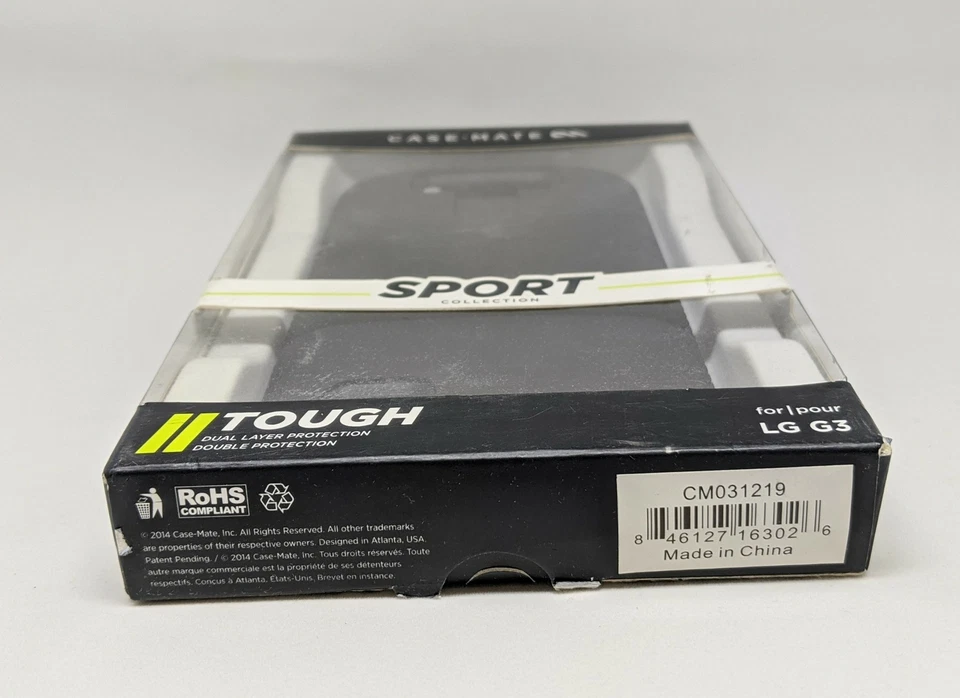 CASE-MATE
SPORT
COLLECTION
TOUGH
DUAL LAYER PROTECTION
DOUBLE PROTECTION
for | pour
LG G3
RoHS
COMPLIANT
© 2014 Case-Mate, Inc. All Rights Reserved. All other trademarks
are properties of their respective owners. Designed in Atlanta, USA.
Patent Pending. / © 2014 Case-Mate, Inc. Tous droits réservés. Toute
autre marque commerciale est la propriété de ses détenteurs
respectifs. Conçus à Atlanta, États-Unis, Brevet en instance.
CM031219
8 46127 16302 6
Made in China